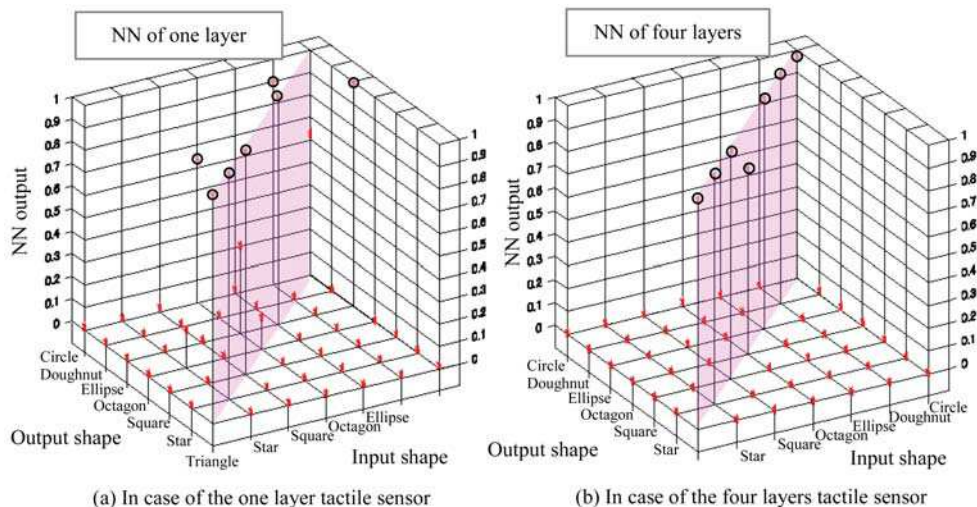 NN of one layer
NN output
1
0.9
0.8
0.7
0.6
0.5
0.4
0.3
0.2
0.1
0
1
0.9
0.8
0.7
0.6
0.5
0.4
0.3
0.2
0.1
0
Circle
Doughnut
Ellipse
Octagon
Square
Star
Triangle
Output shape
Star
Square
Octagon
Ellipse
Input shape
(a) In case of the one layer tactile sensor
NN of four layers
NN output
1
0.9
0.8
0.7
0.6
0.5
0.4
0.3
0.2
0.1
0
1
0.9
0.8
0.7
0.6
0.5
0.4
0.3
0.2
0.1
0
Circle
Doughnut
Ellipse
Octagon
Square
Star
Output shape
Star
Square
Octagon
Ellipse
Doughnut
Circle
Input shape
(b) In case of the four layers tactile sensor